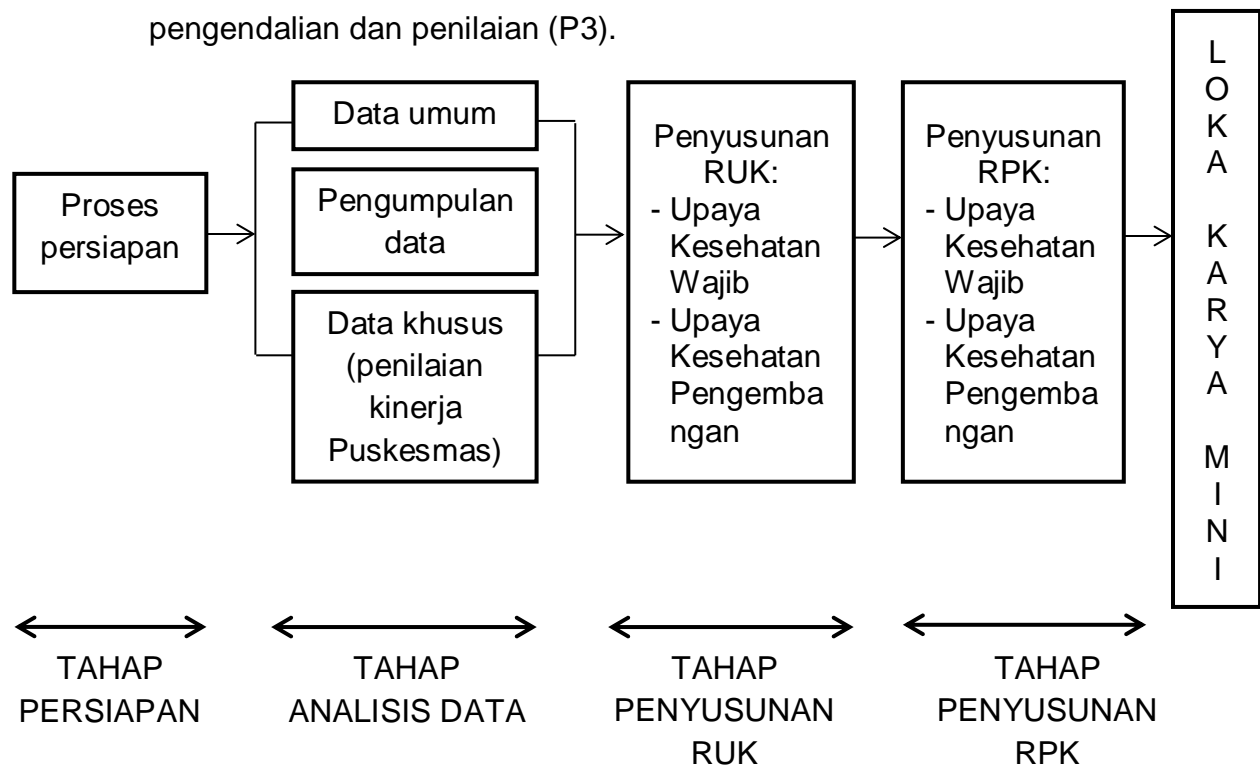 pengendalian dan penilaian (P3).
Proses
persiapan
Data umum
Pengumpulan
data
Data khusus
(penilaian
kinerja
Puskesmas)
Penyusunan
RUK:
- Upaya
Kesehatan
Wajib
- Upaya
Kesehatan
Pengemba
ngan
Penyusunan
RPK:
- Upaya
Kesehatan
Wajib
- Upaya
Kesehatan
Pengemba
ngan
L
O
K
A
K
A
R
Y
A
M
I
N
I
TAHAP
PERSIAPAN
TAHAP
ANALISIS DATA
TAHAP
PENYUSUNAN
RUK
TAHAP
PENYUSUNAN
RPK